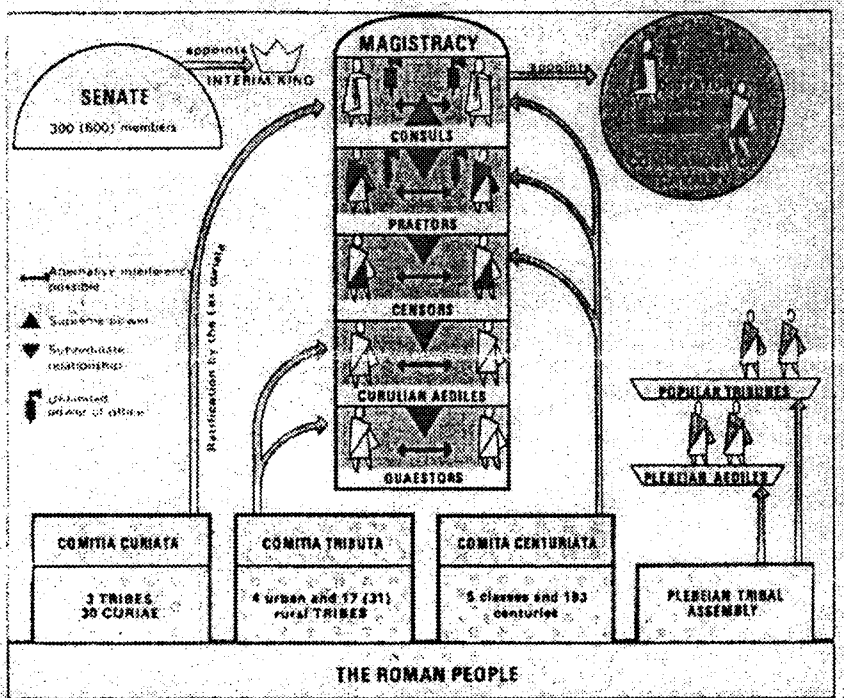 SENATE
300 (600) members
appoints
INTERIM KING
MAGISTRACY
CONSULS
PRAETORS
CENSORS
CURULIAN AEDILES
QUAESTORS
appoints
Ratification by the Lex curiata
Alternative interference
possible
Supreme power
Subordinate
relationship
Unlimited
power of office
POPULAR TRIBUNES
PLEBEIAN AEDILES
COMITIA CURIATA
3 TRIBES
30 CURIAE
COMITIA TRIBUTA
4 urban and 17 (31)
rural TRIBES
COMITA CENTURIATA
5 classes and 193
centuries
PLEBEIAN TRIBAL
ASSEMBLY
THE ROMAN PEOPLE